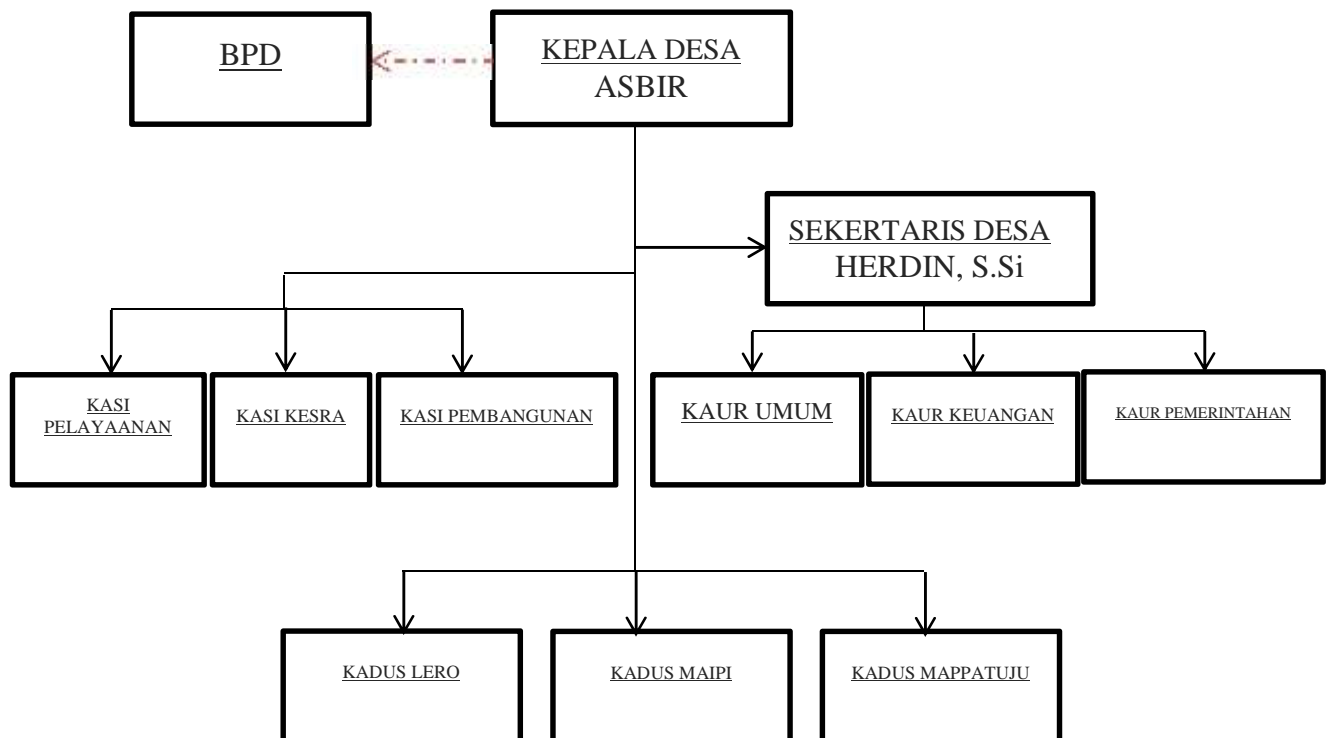 BPD
KEPALA DESA
ASBIR
SEKERTARIS DESA
HERDIN, S.Si
KASI
PELAYAANAN
KASI KESRA
KASI PEMBANGUNAN
KAUR UMUM
KAUR KEUANGAN
KAUR PEMERINTAHAN
KADUS LERO
KADUS MAIPI
KADUS MAPPATUJU